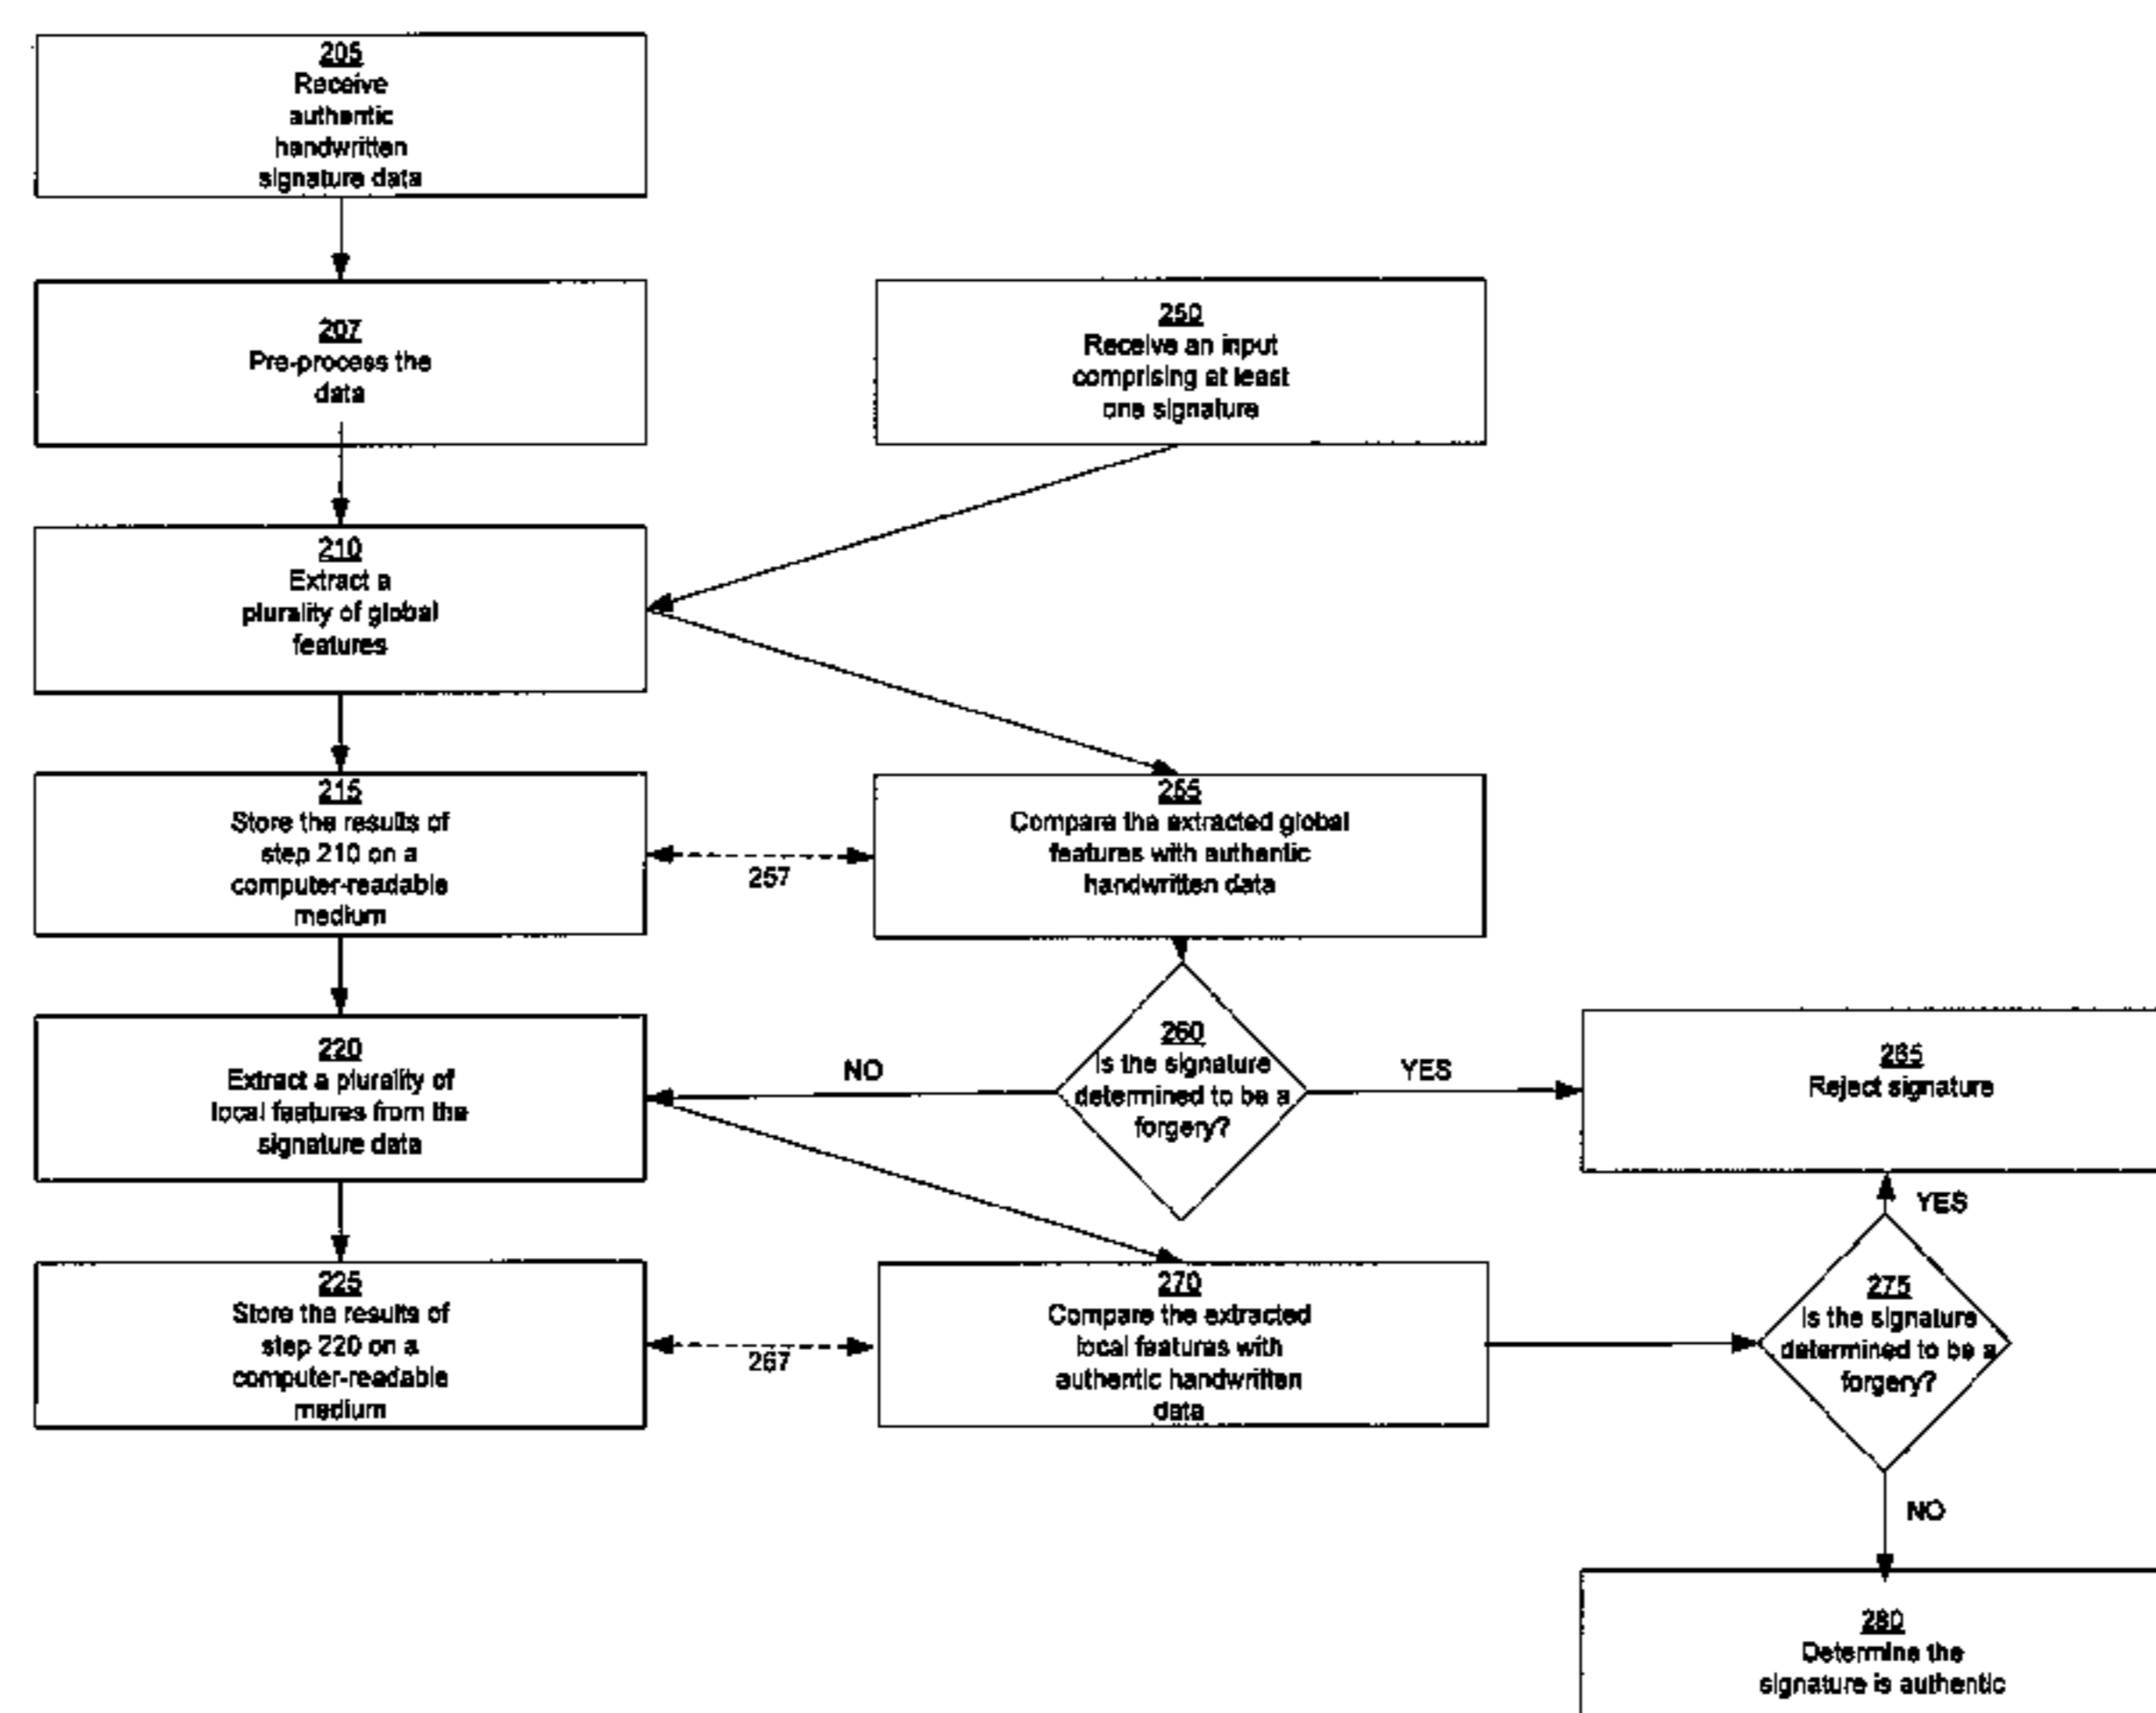 205
Receive
authentic
handwritten
signature data
207
Pre-process the
data
250
Receive an input
comprising at least
one signature
210
Extract a
plurality of global
features
215
Store the results of
step 210 on a
computer-readable
medium
257
255
Compare the extracted global
features with authentic
handwritten data
260
Is the signature
determined to be a
forgery?
NO
YES
265
Reject signature
220
Extract a plurality of
local features from the
signature data
225
Store the results of
step 220 on a
computer-readable
medium
267
270
Compare the extracted
local features with
authentic handwritten
data
YES
275
Is the signature
determined to be a
forgery?
NO
280
Determine the
signature is authentic